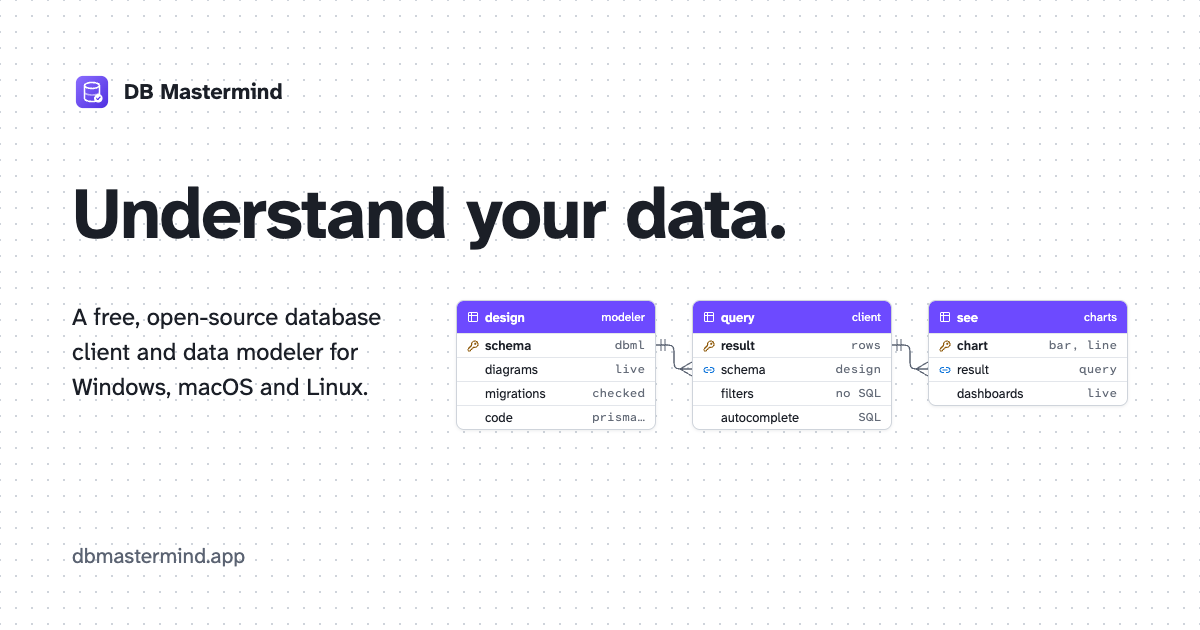 DB Mastermind
Understand your data.
A free, open-source database
client and data modeler for
Windows, macOS and Linux.
design modeler
schema dbml
diagrams live
migrations checked
code prisma…
query client
result rows
schema design
filters no SQL
autocomplete SQL
see charts
chart bar, line
result query
dashboards live
dbmastermind.app